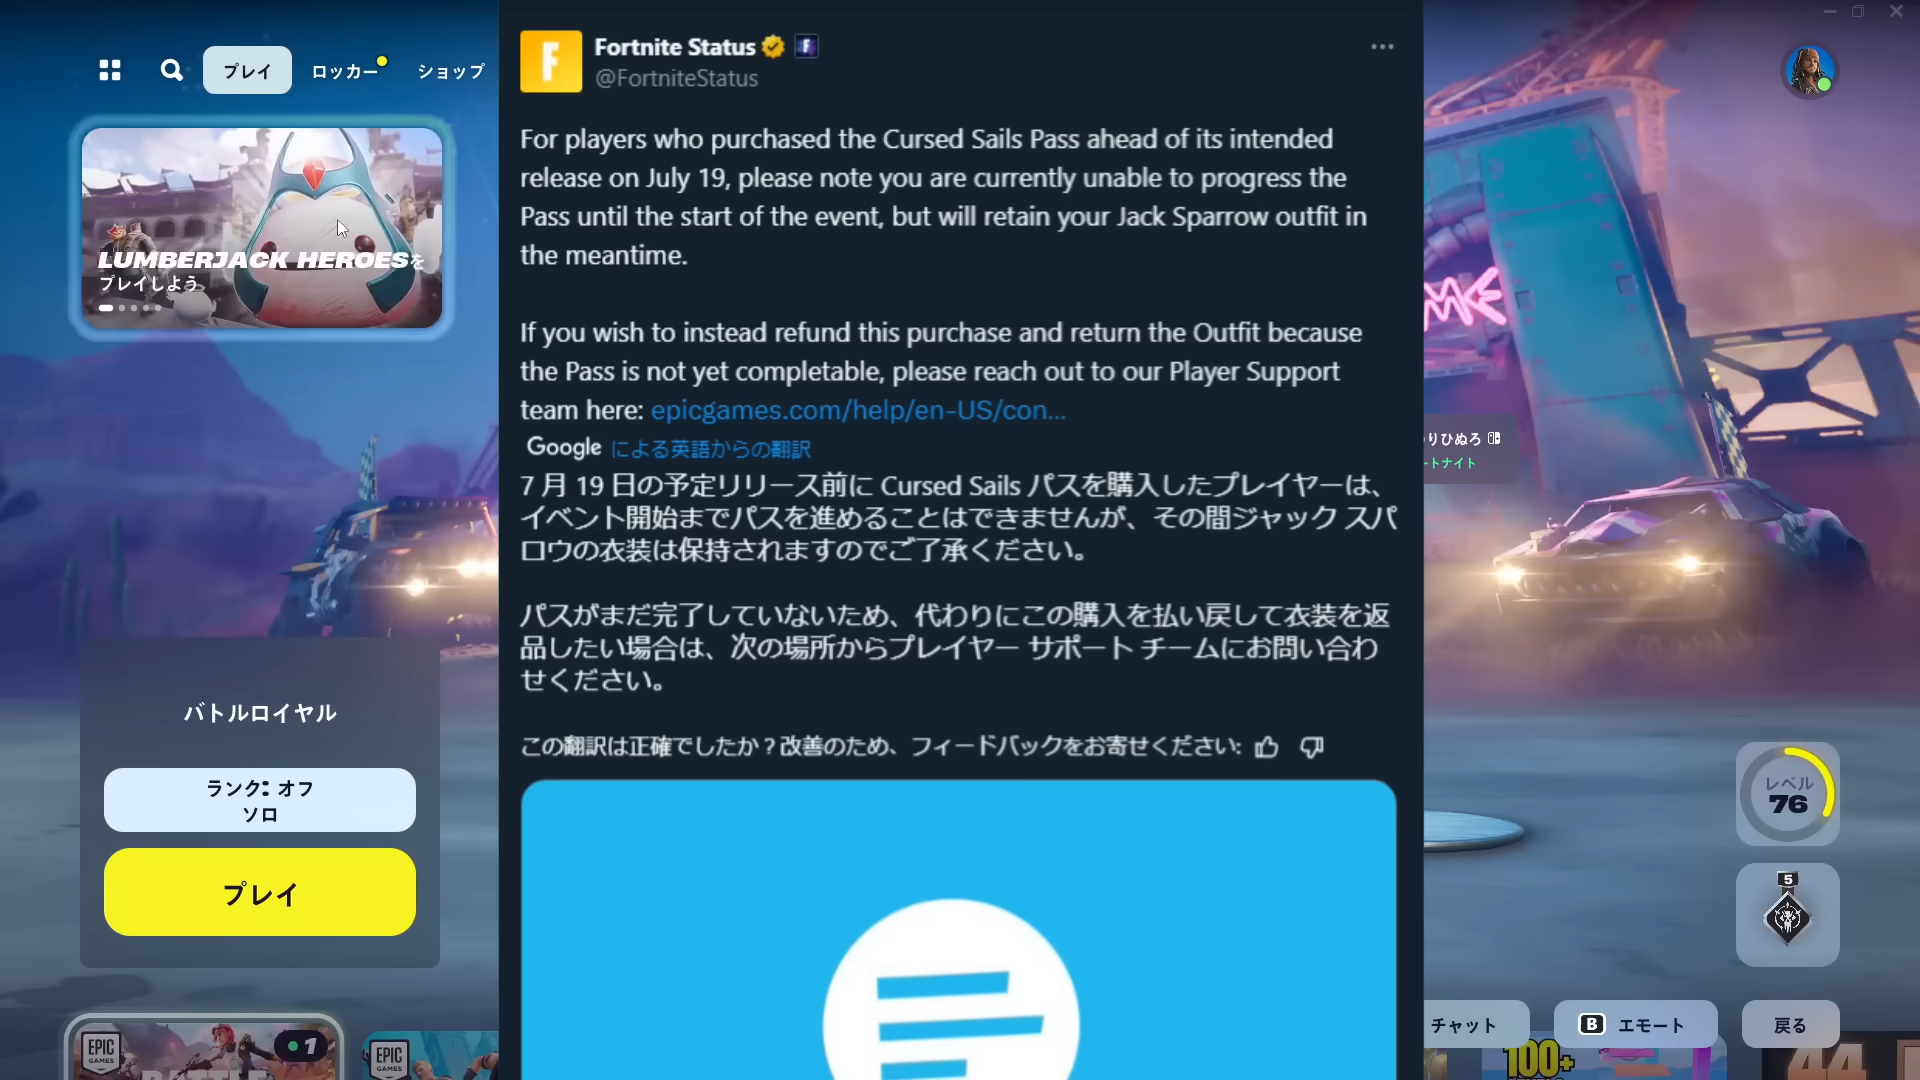 プレイ
ロッカー
ショップ
LUMBERJACK HEROESを
プレイしよう
バトルロイヤル
ランク: オフ
ソロ
プレイ
EPIC
GAMES
1
EPIC
GAMES
Fortnite Status
@FortniteStatus
For players who purchased the Cursed Sails Pass ahead of its intended
release on July 19, please note you are currently unable to progress the
Pass until the start of the event, but will retain your Jack Sparrow outfit in
the meantime.
If you wish to instead refund this purchase and return the Outfit because
the Pass is not yet completable, please reach out to our Player Support
team here: epicgames.com/help/en-US/con...
Google による英語からの翻訳
7 月 19 日の予定リリース前に Cursed Sails パスを購入したプレイヤーは、
イベント開始までパスを進めることはできませんが、その間ジャック スパ
ロウの衣装は保持されますのでご了承ください。
パスがまだ完了していないため、代わりにこの購入を払い戻して衣装を返
品したい場合は、次の場所からプレイヤー サポート チームにお問い合わ
せください。
この翻訳は正確でしたか？改善のため、フィードバックをお寄せください:
りひぬろ
ートナイト
レベル
76
5
チャット
B エモート
戻る
100+
44